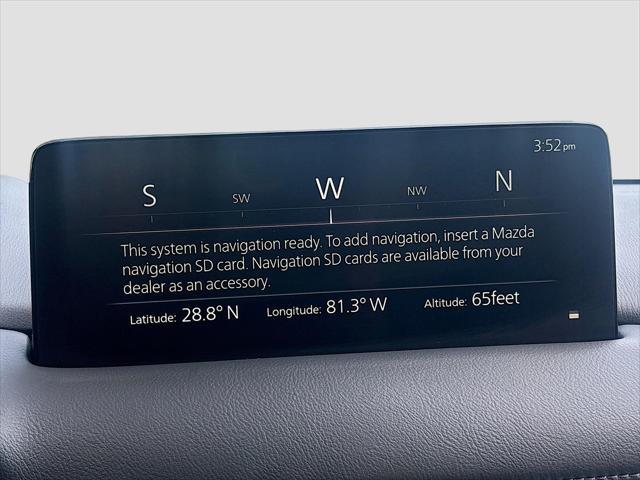 3:52 pm
S SW W NW N
This system is navigation ready. To add navigation, insert a Mazda
navigation SD card. Navigation SD cards are available from your
dealer as an accessory.
Latitude: 28.8° N Longitude: 81.3° W Altitude: 65feet